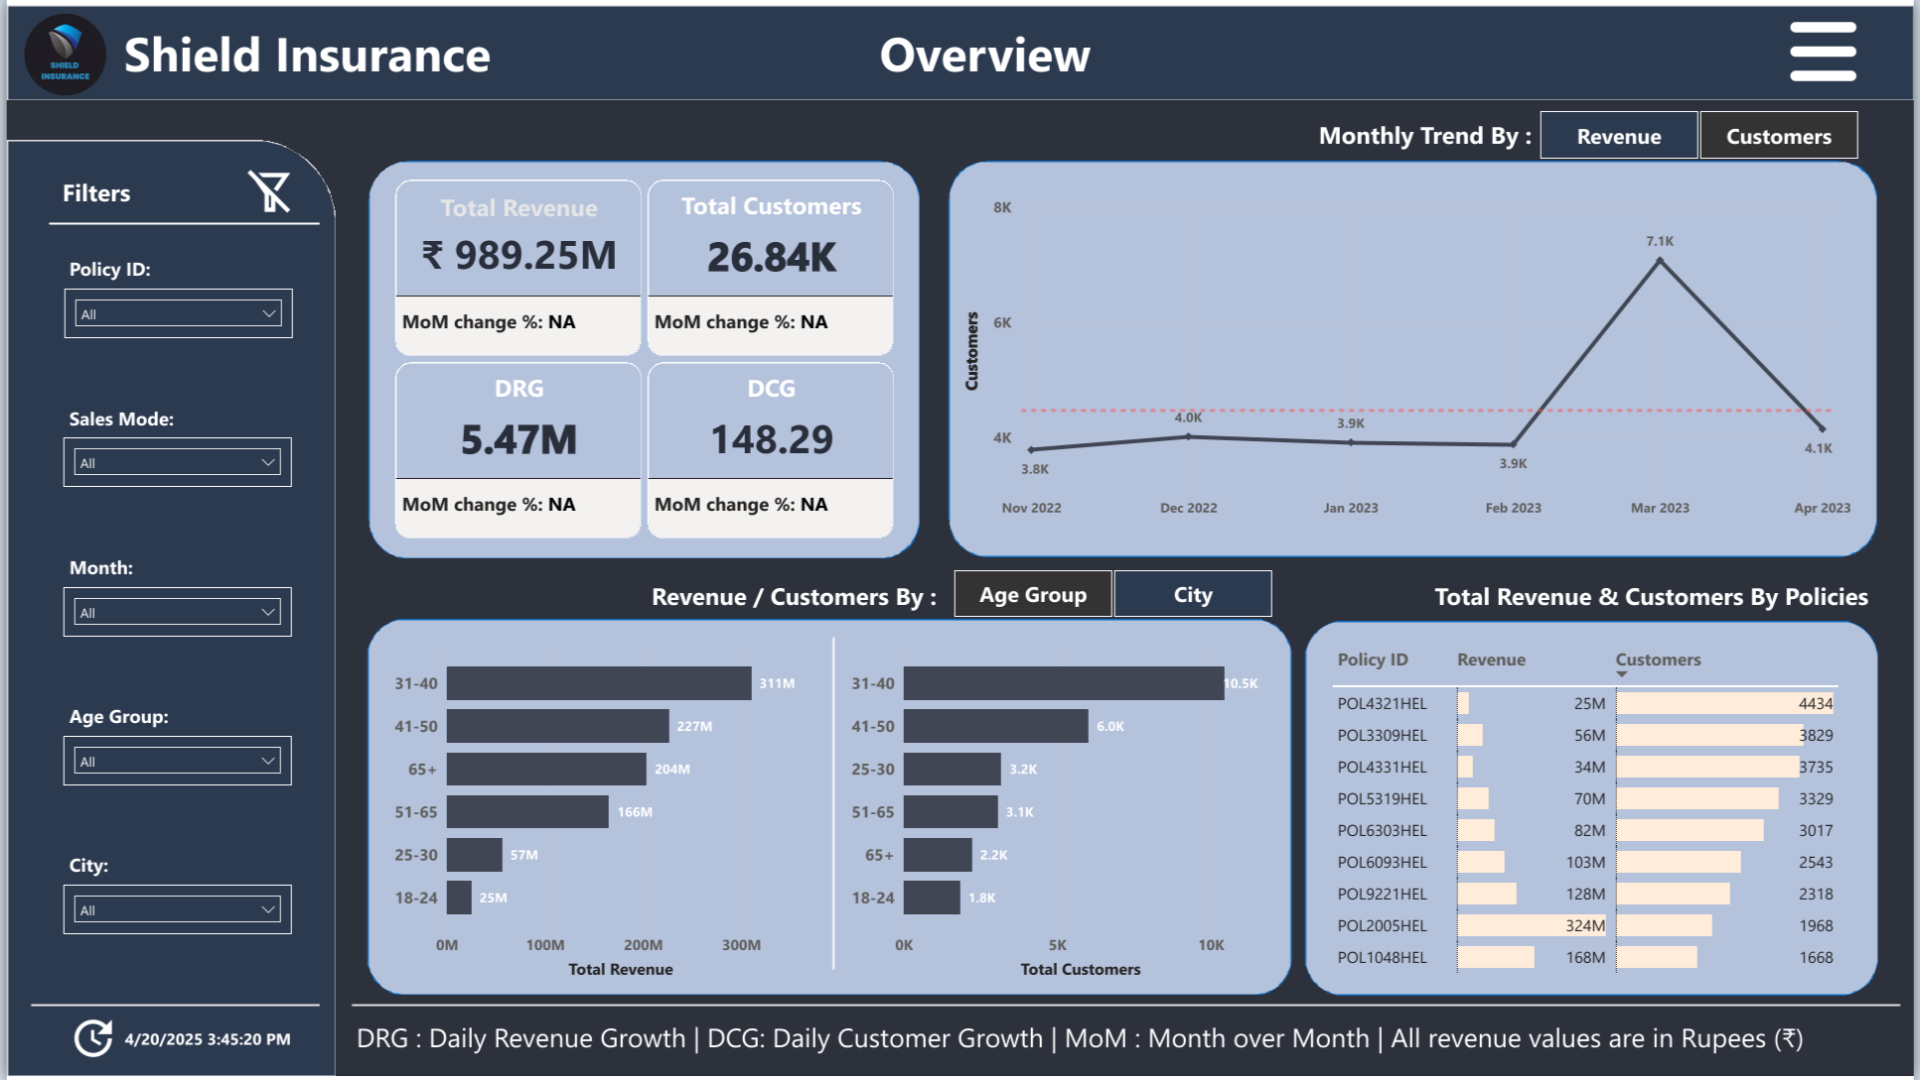 SHIELD
INSURANCE
Shield Insurance
Overview
Monthly Trend By :
Revenue
Customers
Filters
Policy ID:
All
Sales Mode:
All
Month:
All
Age Group:
All
City:
All
4/20/2025 3:45:20 PM
Total Revenue
₹ 989.25M
MoM change %: NA
Total Customers
26.84K
MoM change %: NA
DRG
5.47M
MoM change %: NA
DCG
148.29
MoM change %: NA
Customers
8K
6K
4K
3.8K
4.0K
3.9K
3.9K
7.1K
4.1K
Nov 2022
Dec 2022
Jan 2023
Feb 2023
Mar 2023
Apr 2023
Revenue / Customers By :
Age Group
City
31-40 311M
41-50 227M
65+ 204M
51-65 166M
25-30 57M
18-24 25M
0M 100M 200M 300M
Total Revenue
31-40 10.5K
41-50 6.0K
25-30 3.2K
51-65 3.1K
65+ 2.2K
18-24 1.8K
0K 5K 10K
Total Customers
Total Revenue & Customers By Policies
Policy ID Revenue Customers
POL4321HEL 25M 4434
POL3309HEL 56M 3829
POL4331HEL 34M 3735
POL5319HEL 70M 3329
POL6303HEL 82M 3017
POL6093HEL 103M 2543
POL9221HEL 128M 2318
POL2005HEL 324M 1968
POL1048HEL 168M 1668
DRG : Daily Revenue Growth | DCG: Daily Customer Growth | MoM : Month over Month | All revenue values are in Rupees (₹)